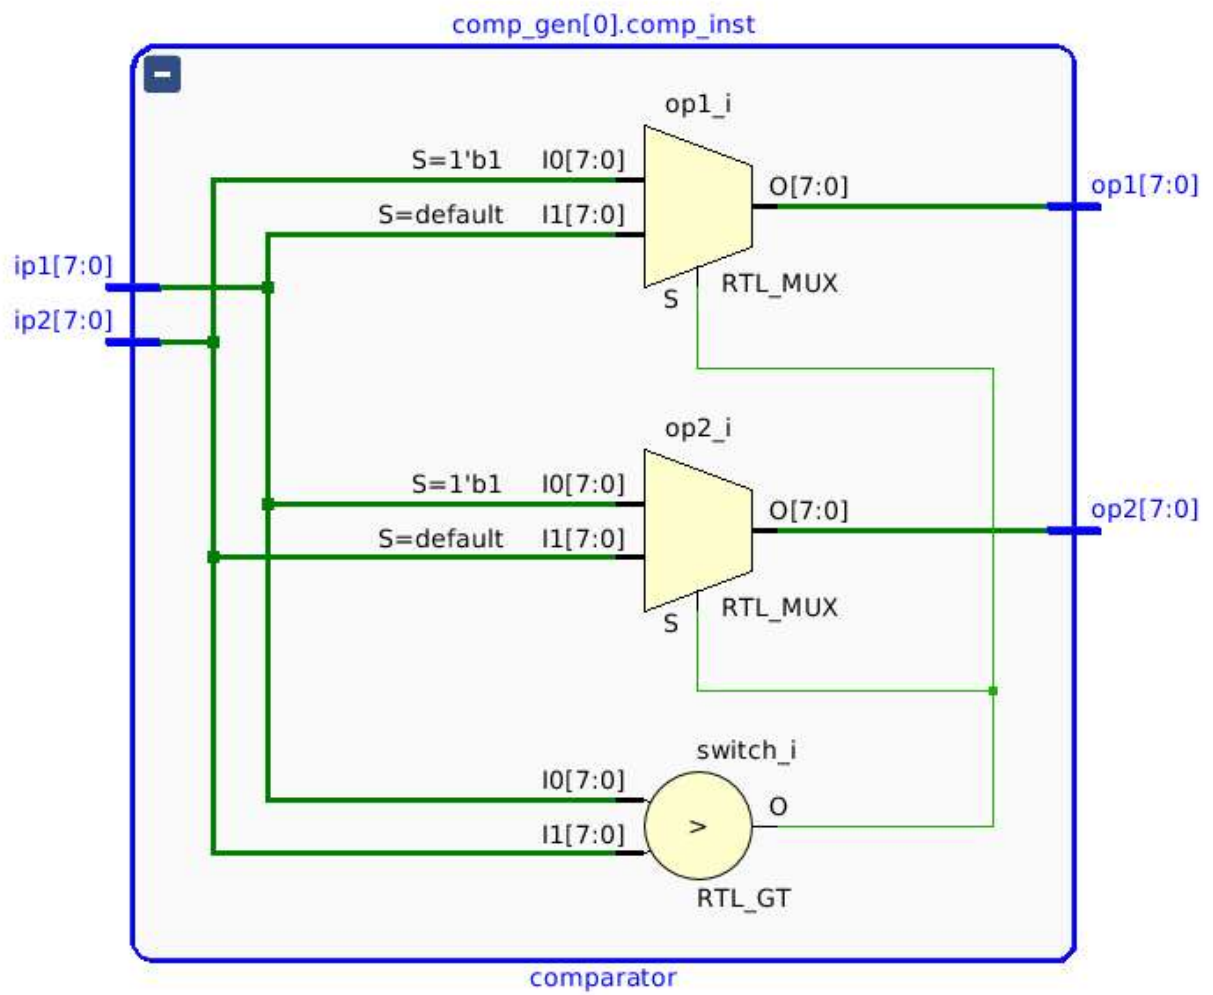 comp_gen[0].comp_inst
op1_i
S=1'b1 I0[7:0]
O[7:0]
op1[7:0]
S=default I1[7:0]
ip1[7:0]
RTL_MUX
S
ip2[7:0]
op2_i
S=1'b1 I0[7:0]
O[7:0]
op2[7:0]
S=default I1[7:0]
RTL_MUX
S
switch_i
I0[7:0]
O
>
I1[7:0]
RTL_GT
comparator